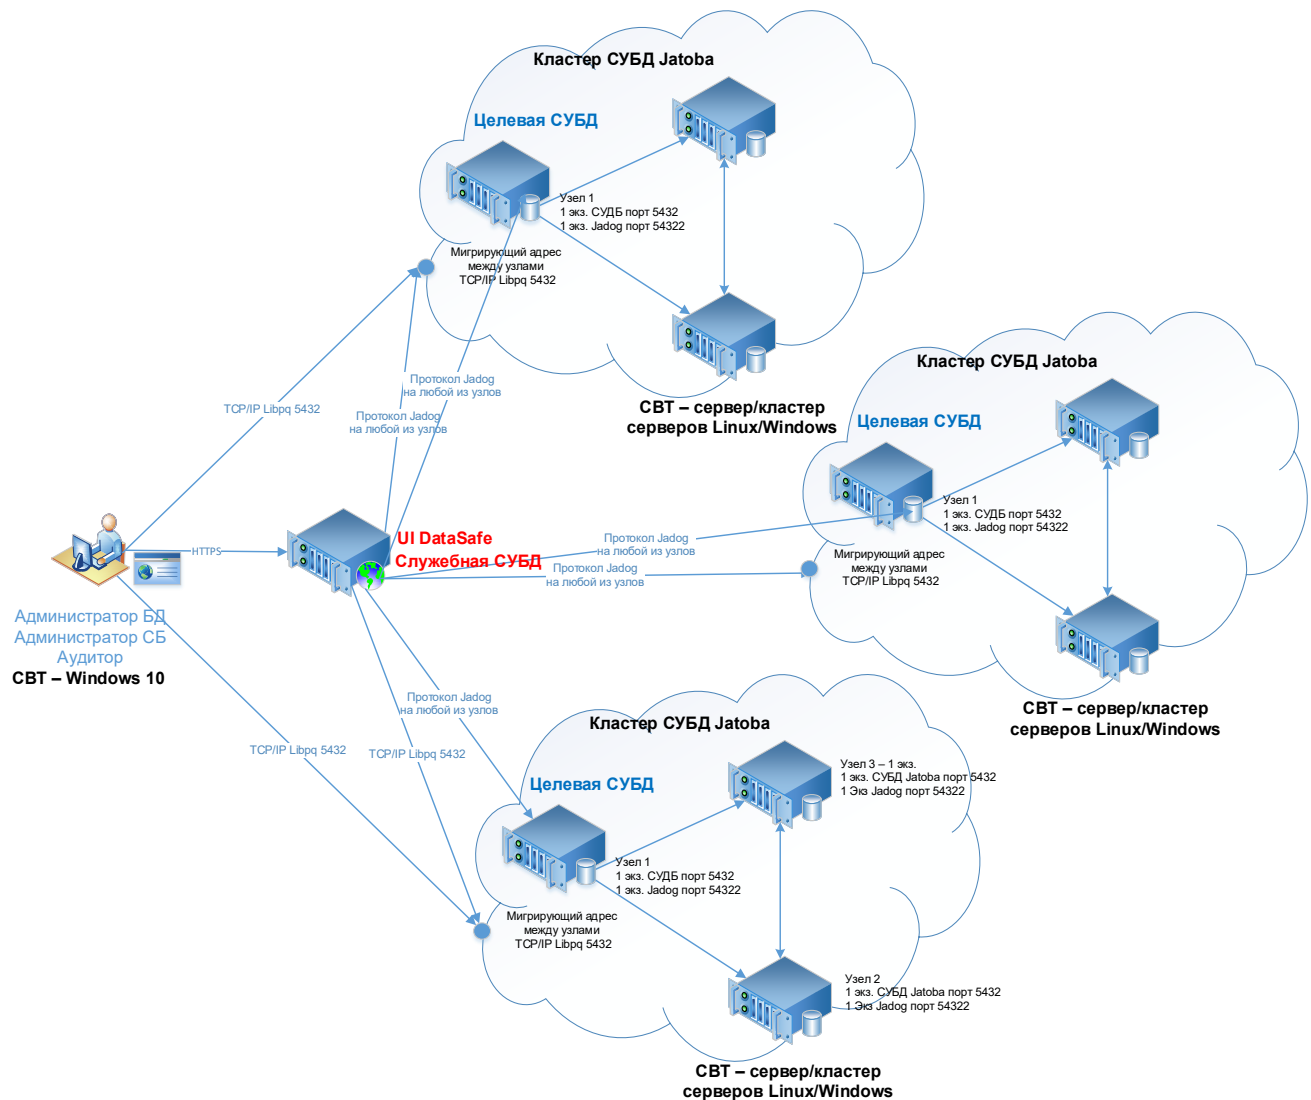 Кластер СУБД Jatoba
Целевая СУБД
Узел 1
1 экз. СУДБ порт 5432
1 экз. Jadog порт 54322
Мигрирующий адрес
между узлами
TCP/IP Libpq 5432
СВТ – сервер/кластер
серверов Linux/Windows
Протокол Jadog
на любой из узлов
Протокол Jadog
на любой из узлов
TCP/IP Libpq 5432
Кластер СУБД Jatoba
Целевая СУБД
Узел 1
1 экз. СУДБ порт 5432
1 экз. Jadog порт 54322
Мигрирующий адрес
между узлами
TCP/IP Libpq 5432
СВТ – сервер/кластер
серверов Linux/Windows
HTTPS
UI DataSafe
Служебная СУБД
Протокол Jadog
на любой из узлов
Протокол Jadog
на любой из узлов
Администратор БД
Администратор СБ
Аудитор
СВТ – Windows 10
Протокол Jadog
на любой из узлов
TCP/IP Libpq 5432
TCP/IP Libpq 5432
Кластер СУБД Jatoba
Целевая СУБД
Узел 3 – 1 экз.
1 экз. СУБД Jatoba порт 5432
1 Экз Jadog порт 54322
Узел 1
1 экз. СУДБ порт 5432
1 экз. Jadog порт 54322
Мигрирующий адрес
между узлами
TCP/IP Libpq 5432
Узел 2
1 экз. СУБД Jatoba порт 5432
1 Экз Jadog порт 54322
СВТ – сервер/кластер
серверов Linux/Windows